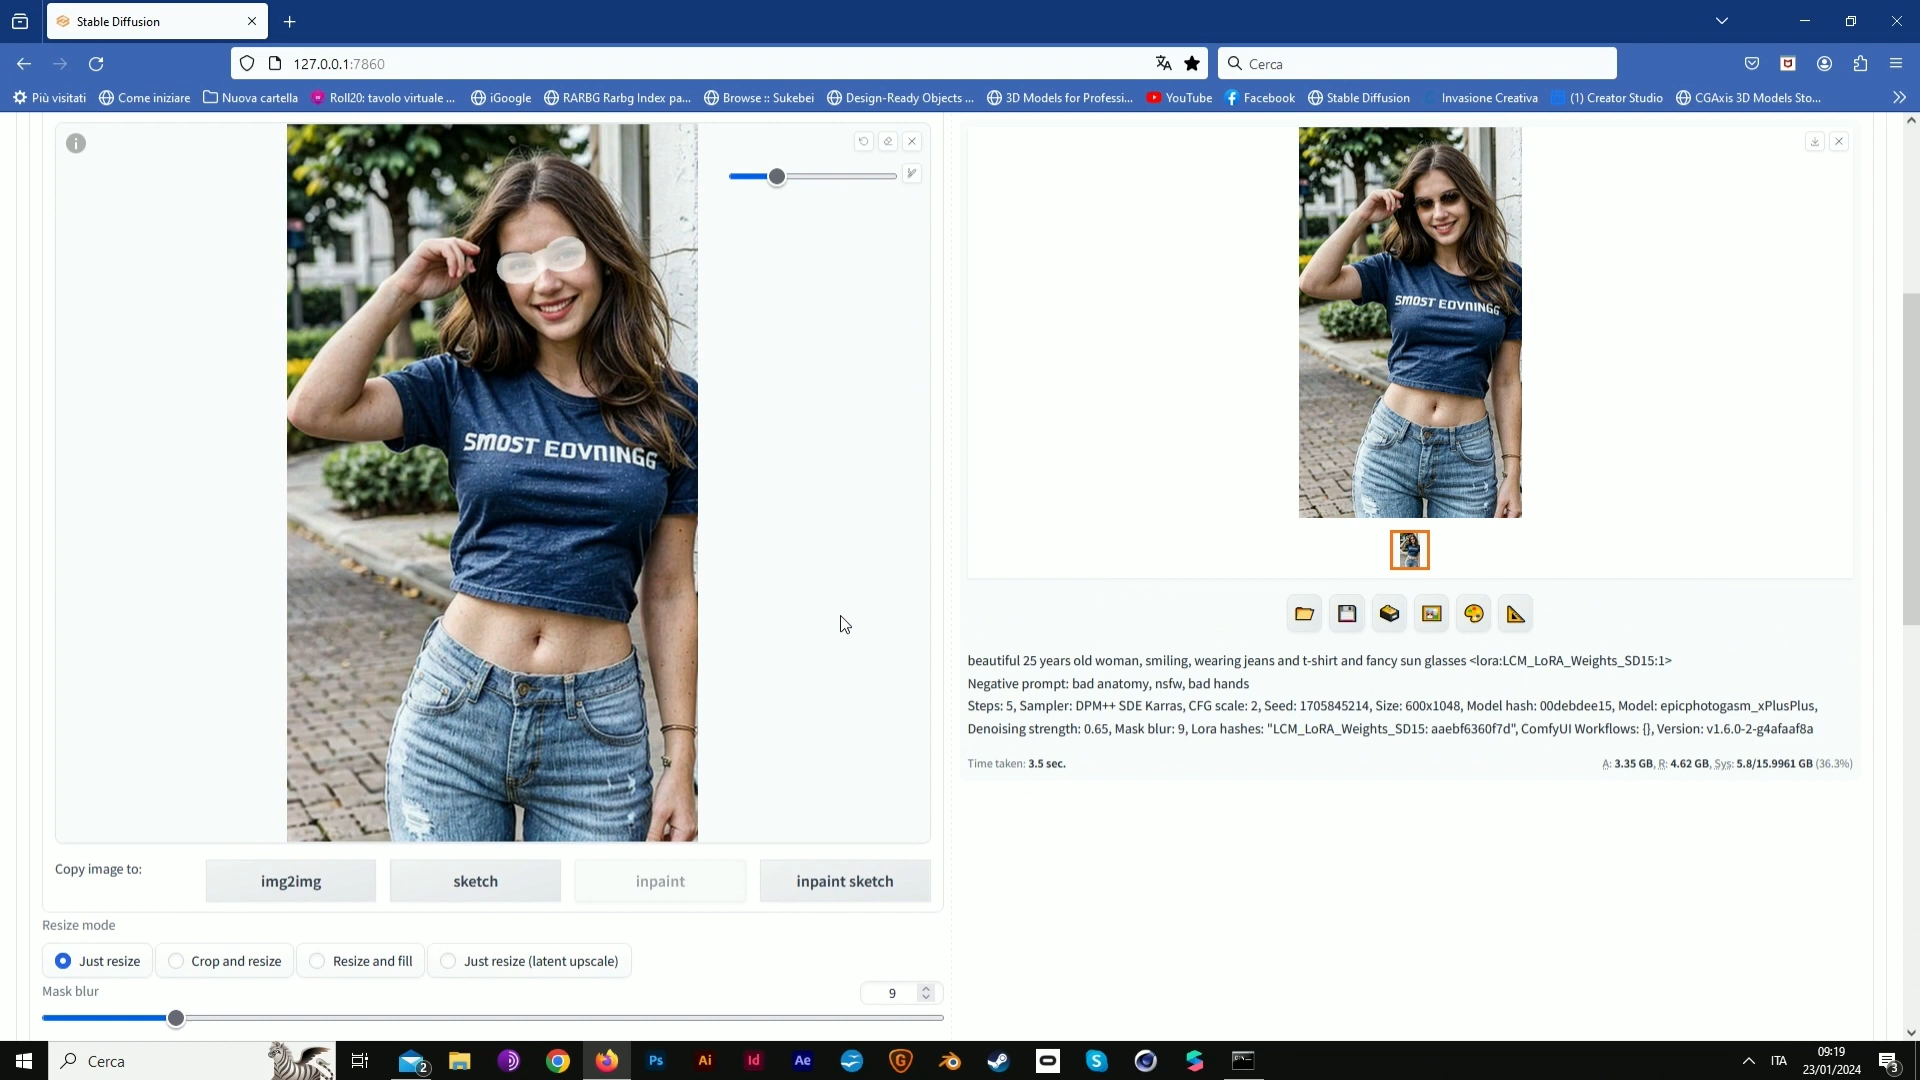 Stable Diffusion
127.0.0.1:7860
Cerca
Più visitati
Come iniziare
Nuova cartella
Roll20: tavolo virtuale ...
iGoogle
RARBG Rarbg Index pa...
Browse :: Sukebei
Design-Ready Objects ...
3D Models for Professi...
YouTube
Facebook
Stable Diffusion
Invasione Creativa
(1) Creator Studio
CGAxis 3D Models Sto...
SMOST EOVNINGG
SMOST EOVNINGG
beautiful 25 years old woman, smiling, wearing jeans and t-shirt and fancy sun glasses <lora:LCM_LoRA_Weights_SD15:1>
Negative prompt: bad anatomy, nsfw, bad hands
Steps: 5, Sampler: DPM++ SDE Karras, CFG scale: 2, Seed: 1705845214, Size: 600x1048, Model hash: 00debdee15, Model: epicphotogasm_xPlusPlus,
Denoising strength: 0.65, Mask blur: 9, Lora hashes: "LCM_LoRA_Weights_SD15: aaebf6360f7d", ComfyUI Workflows: {}, Version: v1.6.0-2-g4afaaf8a
Time taken: 3.5 sec.
A: 3.35 GB, R: 4.62 GB, Sys: 5.8/15.9961 GB (36.3%)
Copy image to:
img2img
sketch
inpaint
inpaint sketch
Resize mode
Just resize
Crop and resize
Resize and fill
Just resize (latent upscale)
Mask blur
9
Cerca
2
Ps
Ai
Id
Ae
ITA
09:19
23/01/2024
3